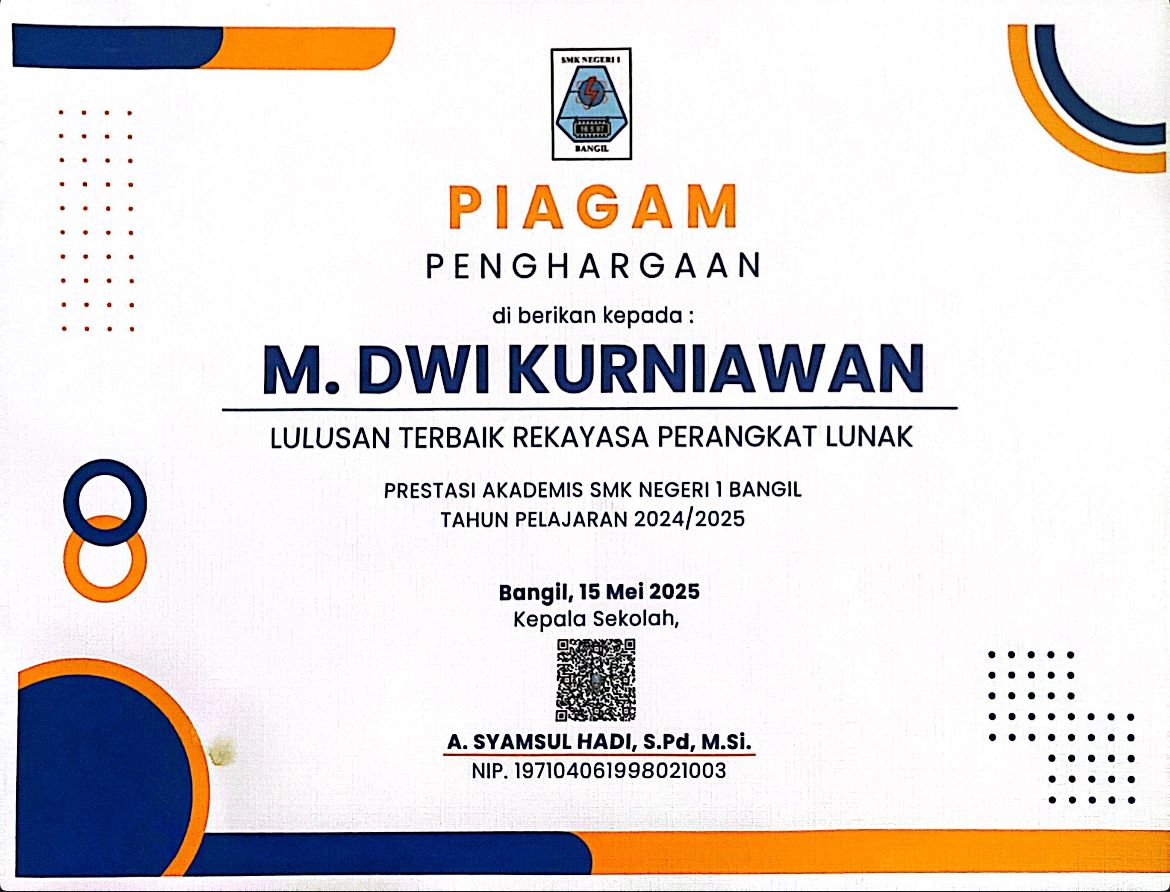 SMK NEGERI 1
16 5 97
BANGIL
PIAGAM
PENGHARGAAN
di berikan kepada :
M. DWI KURNIAWAN
LULUSAN TERBAIK REKAYASA PERANGKAT LUNAK
PRESTASI AKADEMIS SMK NEGERI 1 BANGIL
TAHUN PELAJARAN 2024/2025
Bangil, 15 Mei 2025
Kepala Sekolah,
A. SYAMSUL HADI, S.Pd, M.Si.
NIP. 197104061998021003